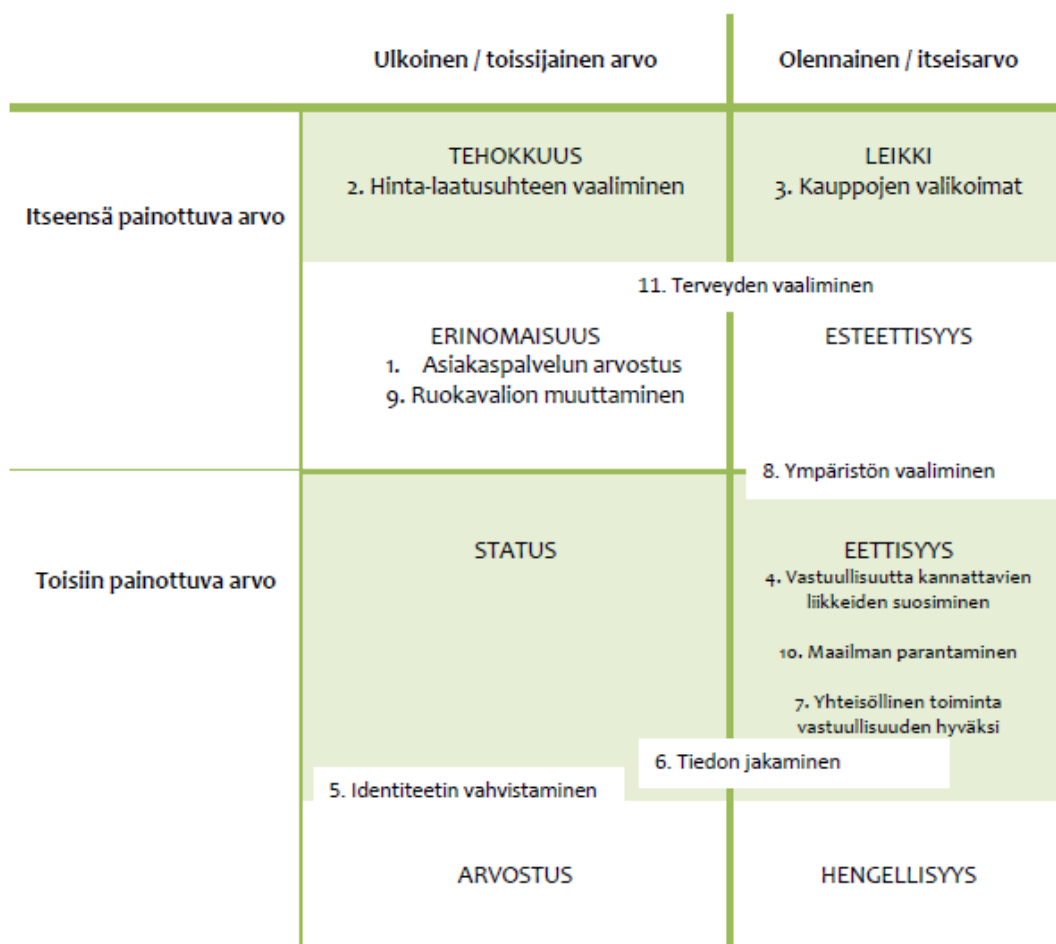 Ulkoinen / toissijainen arvo
Olennainen / itseisarvo
Itseensä painottuva arvo
TEHOKKUUS
2. Hinta-laatusuhteen vaaliminen
LEIKKI
3. Kauppojen valikoimat
11. Terveyden vaaliminen
ERINOMAISUUS
1. Asiakaspalvelun arvostus
9. Ruokavalion muuttaminen
ESTEETTISYYS
8. Ympäristön vaaliminen
Toisiin painottuva arvo
STATUS
EETTISYYS
4. Vastuullisuutta kannattavien
liikkeiden suosiminen
10. Maailman parantaminen
7. Yhteisöllinen toiminta
vastuullisuuden hyväksi
6. Tiedon jakaminen
5. Identiteetin vahvistaminen
ARVOSTUS
HENGELLISYYS